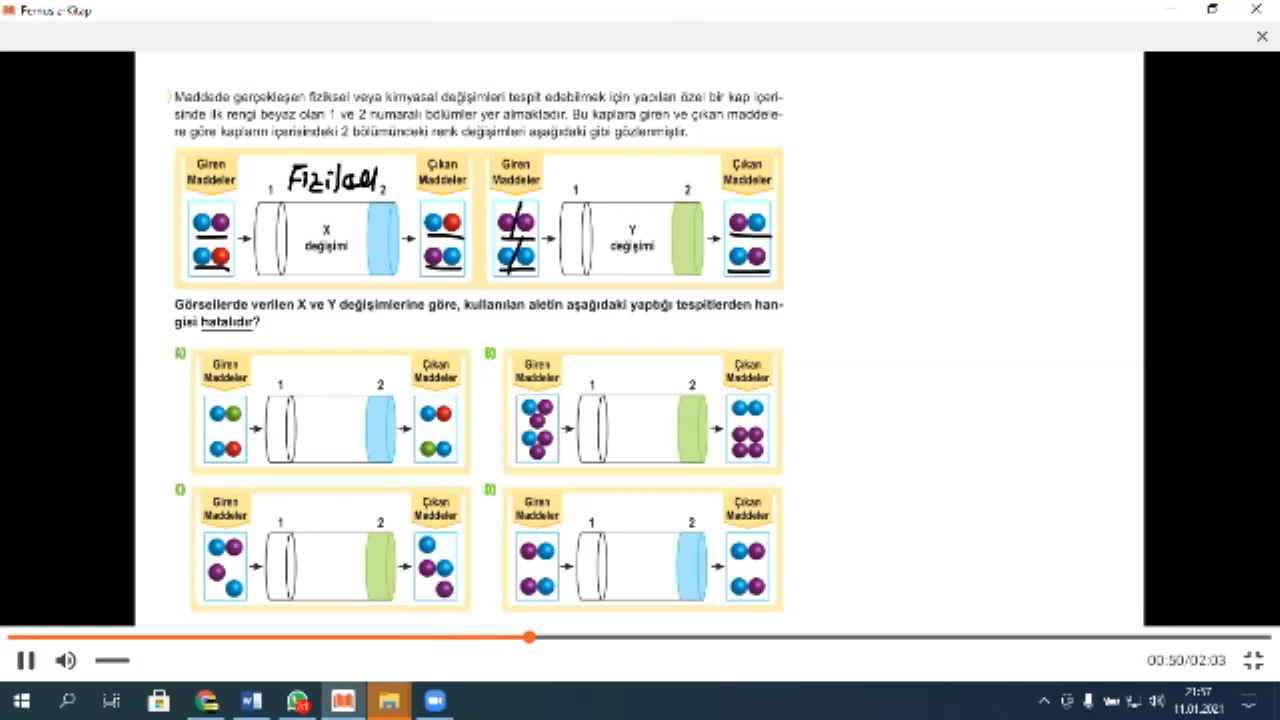 Fernus z-Kitap
Maddede gerçekleşen fiziksel veya kimyasal değişimleri tespit edebilmek için yapılan özel bir kap içeri-
sinde ilk rengi beyaz olan 1 ve 2 numaralı bölümler yer almaktadır. Bu kaplara giren ve çıkan maddele-
re göre kapların içerisindeki 2 bölümündeki renk değişimleri aşağıdaki gibi gözlenmiştir.
Giren
Maddeler
1
Fiziksel
2
X
değişimi
Çıkan
Maddeler
Giren
Maddeler
1
2
Y
değişimi
Çıkan
Maddeler
Görsellerde verilen X ve Y değişimlerine göre, kullanılan aletin aşağıdaki yaptığı tespitlerden han-
gisi hatalıdır?
A)
Giren
Maddeler
1
2
Çıkan
Maddeler
B)
Giren
Maddeler
1
2
Çıkan
Maddeler
C)
Giren
Maddeler
1
2
Çıkan
Maddeler
D)
Giren
Maddeler
1
2
Çıkan
Maddeler
00:50/02:03
21:57
11.01.2021